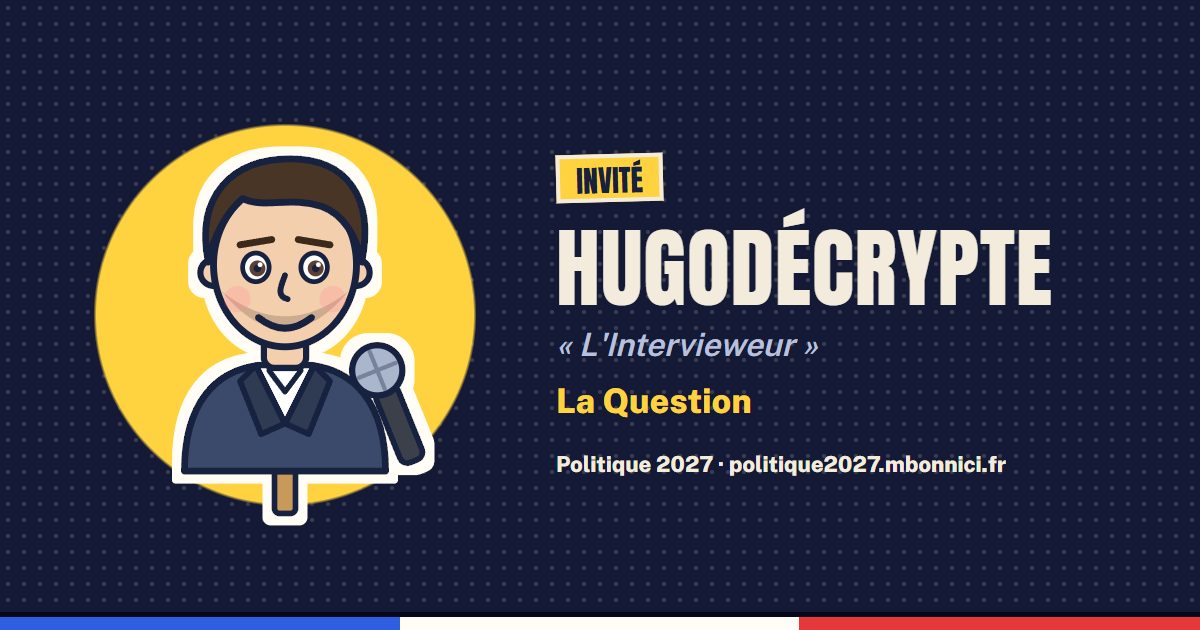 INVITÉ
HUGODÉCRYPTE
« L'Intervieweur »
La Question
Politique 2027 · politique2027.mbonnici.fr